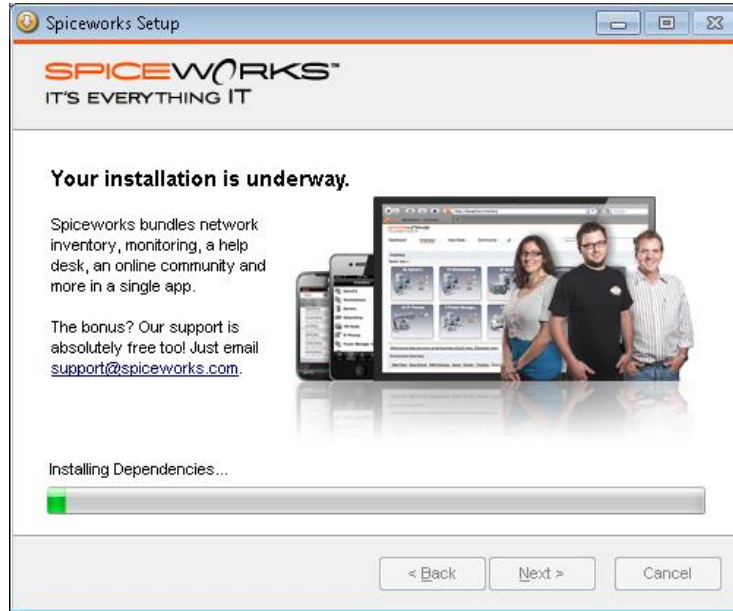 Spiceworks Setup
SPICEWORKS™
IT'S EVERYTHING IT
Your installation is underway.
Spiceworks bundles network
inventory, monitoring, a help
desk, an online community and
more in a single app.
The bonus? Our support is
absolutely free too! Just email
support@spiceworks.com.
Installing Dependencies...
< Back
Next >
Cancel